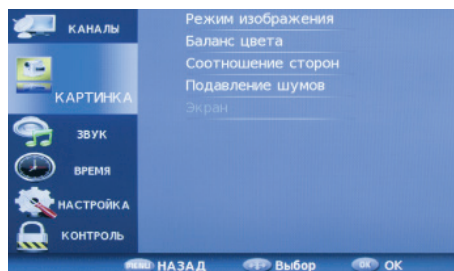 КАНАЛЫ
КАРТИНКА
ЗВУК
ВРЕМЯ
НАСТРОЙКА
КОНТРОЛЬ
Режим изображения
Баланс цвета
Соотношение сторон
Подавление шумов
Экран
MENU НАЗАД Выбор OK OK